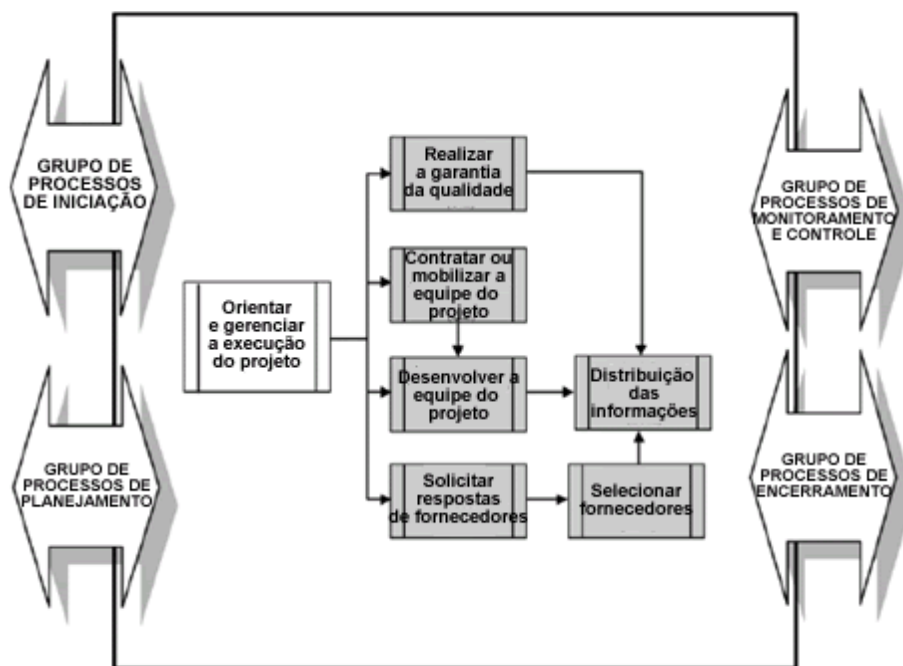 GRUPO DE
PROCESSOS
DE INICIAÇÃO
GRUPO DE
PROCESSOS DE
PLANEJAMENTO
Orientar
e gerenciar
a execução
do projeto
Realizar
a garantia
da qualidade
Contratar ou
mobilizar a
equipe do
projeto
Desenvolver a
equipe do
projeto
Solicitar
respostas
de fornecedores
Distribuição
das
informações
Selecionar
fornecedores
GRUPO DE
PROCESSOS DE
MONITORAMENTO
E CONTROLE
GRUPO DE
PROCESSOS DE
ENCERRAMENTO